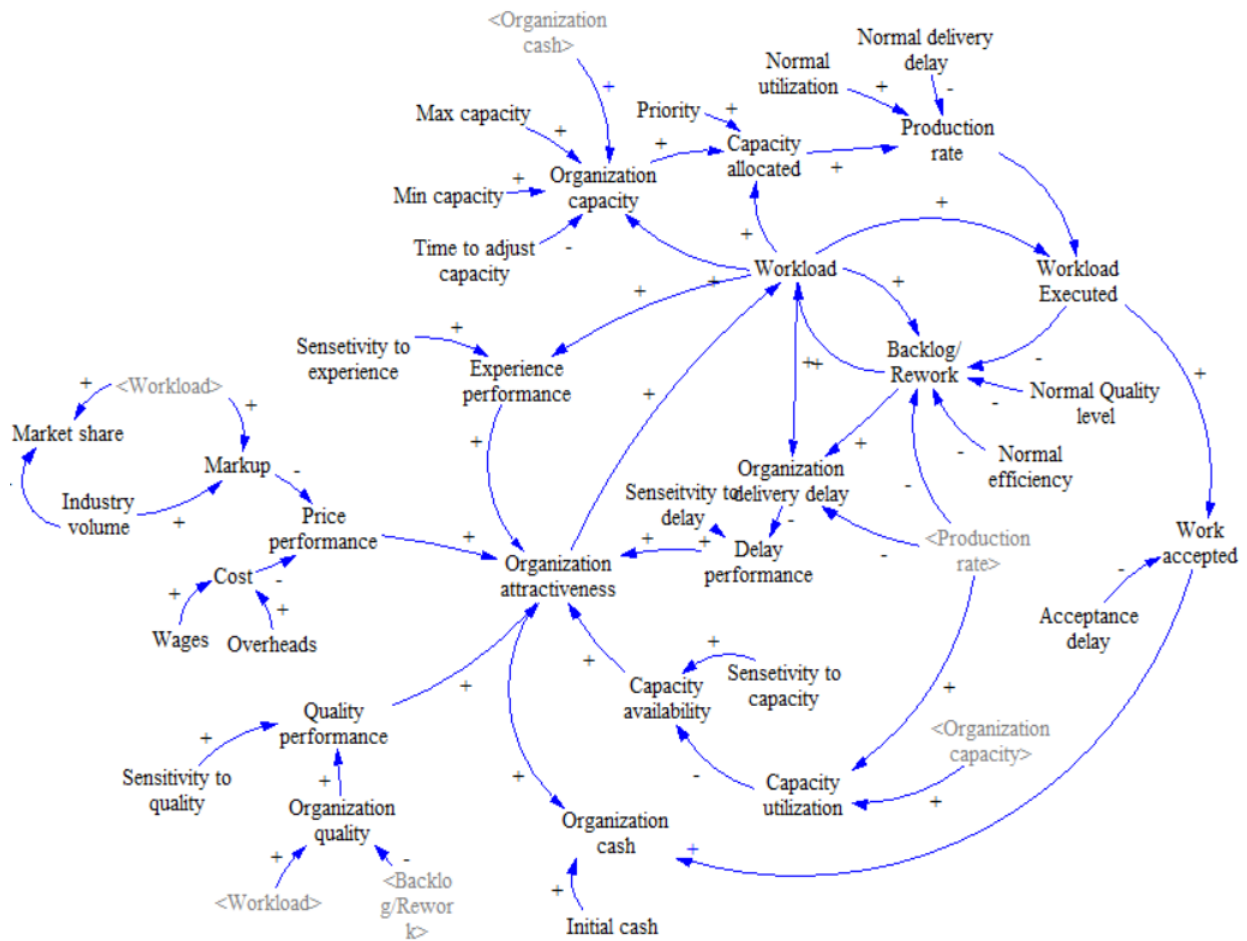 <Organization
cash>
Normal delivery
delay
Normal
utilization
Priority
Max capacity
Production
rate
Capacity
allocated
Organization
capacity
Min capacity
Time to adjust
capacity
Workload
Workload
Executed
Sensetivity to
experience
Experience
performance
Backlog/
Rework
Normal Quality
level
<Workload>
Market share
Markup
Normal
efficiency
Organization
delivery delay
Senseitvity to
delay
Industry
volume
Price
performance
Delay
performance
<Production
rate>
Work
accepted
Organization
attractiveness
Cost
Wages
Overheads
Acceptance
delay
Sensetivity to
capacity
Capacity
availability
Quality
performance
<Organization
capacity>
Sensitivity to
quality
Capacity
utilization
Organization
quality
Organization
cash
<Workload>
<Backlo
g/Rewor
k>
Initial cash